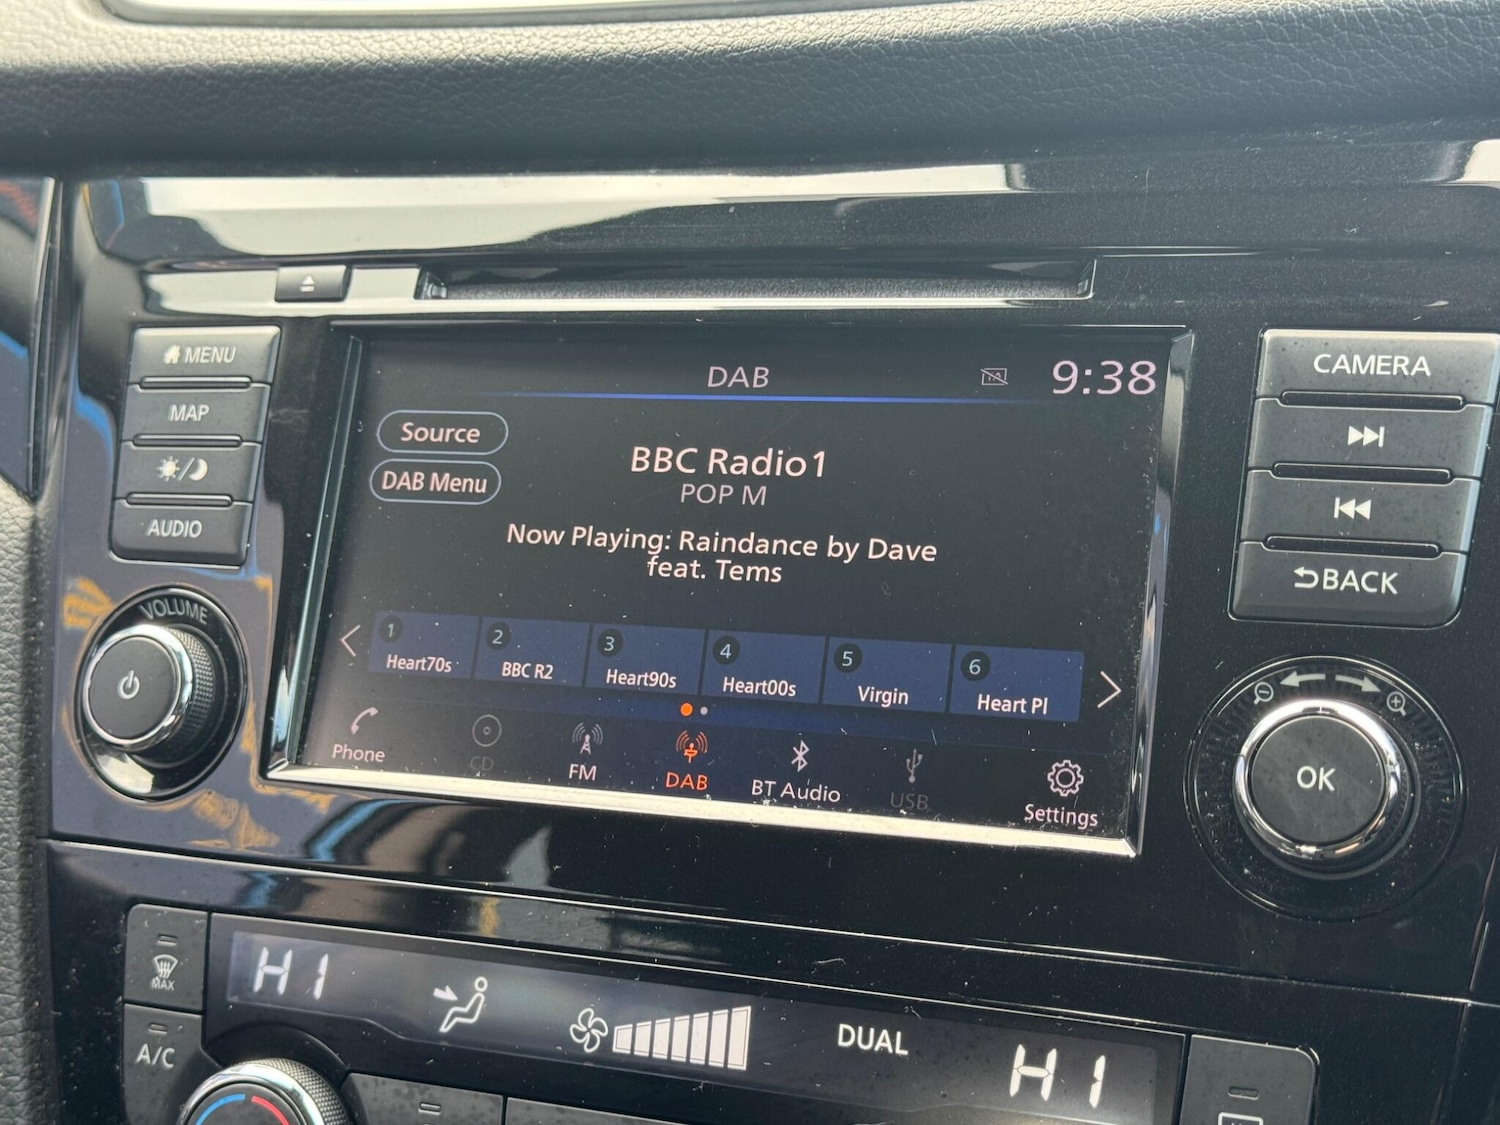 MENU
MAP
AUDIO
VOLUME
DAB
TA
9:38
Source
DAB Menu
BBC Radio1
POP M
Now Playing: Raindance by Dave
feat. Tems
1
Heart70s
2
BBC R2
3
Heart90s
4
Heart00s
5
Virgin
6
Heart Pl
Phone
CD
FM
DAB
BT Audio
USB
Settings
CAMERA
BACK
OK
MAX
A/C
HI
DUAL
HI